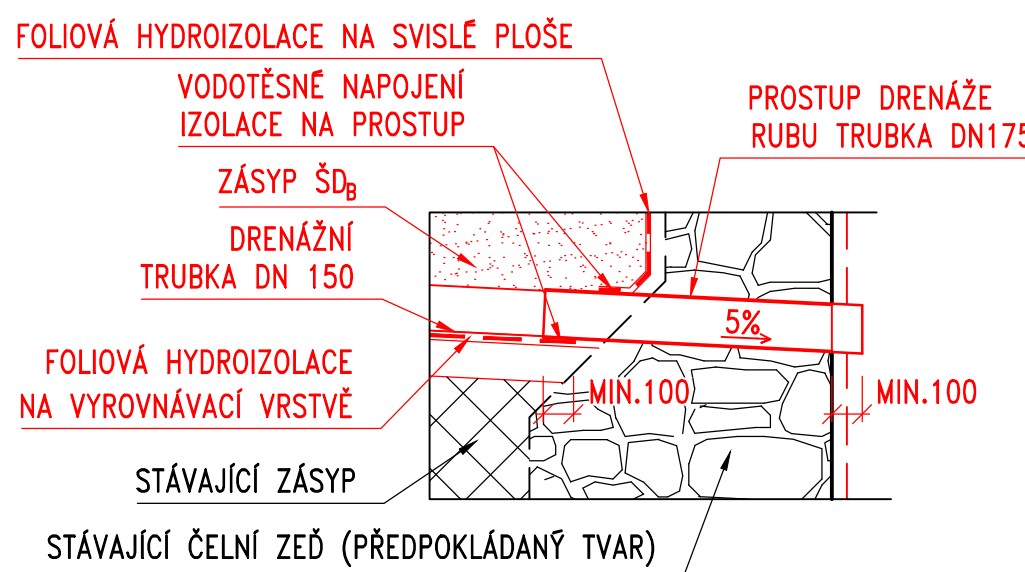 FOLIOVÁ HYDROIZOLACE NA SVISLÉ PLOŠE
VODOTĚSNÉ NAPOJENÍ
IZOLACE NA PROSTUP
PROSTUP DRENÁŽE
RUBU TRUBKA DN175
ZÁSYP ŠDB
DRENÁŽNÍ
TRUBKA DN 150
5%
FOLIOVÁ HYDROIZOLACE
NA VYROVNÁVACÍ VRSTVĚ
MIN.100
MIN.100
STÁVAJÍCÍ ZÁSYP
STÁVAJÍCÍ ČELNÍ ZEĎ (PŘEDPOKLÁDANÝ TVAR)